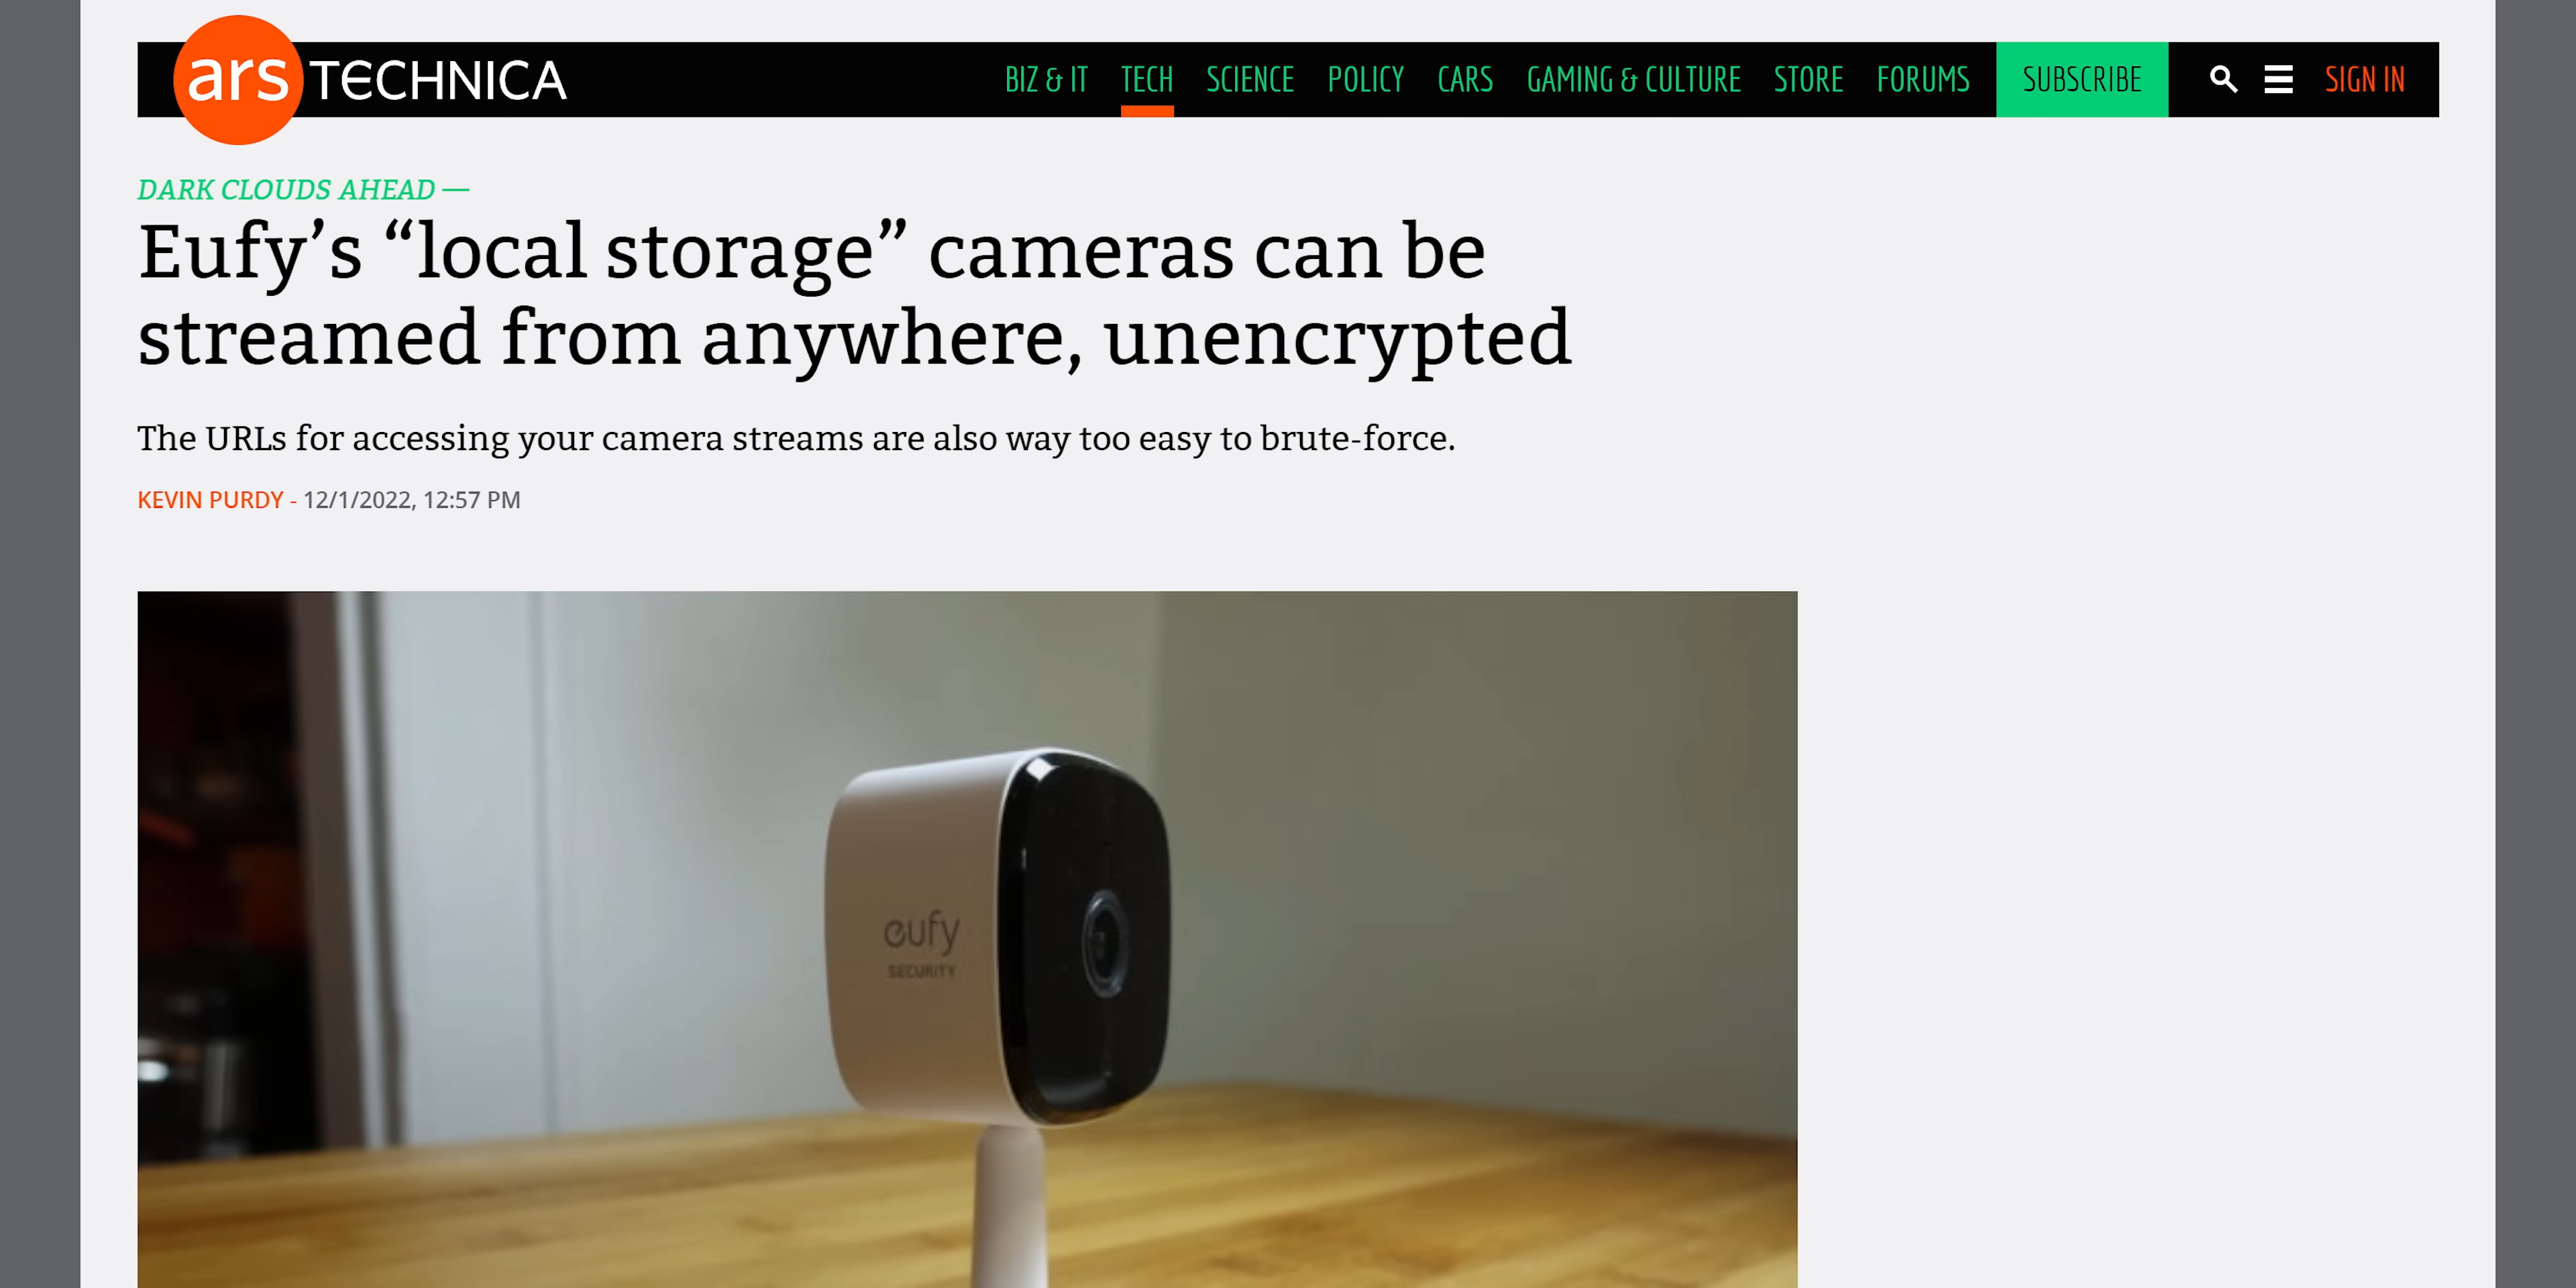 ars TECHNICA
BIZ & IT TECH SCIENCE POLICY CARS GAMING & CULTURE STORE FORUMS SUBSCRIBE SIGN IN
DARK CLOUDS AHEAD —
Eufy’s “local storage” cameras can be
streamed from anywhere, unencrypted
The URLs for accessing your camera streams are also way too easy to brute-force.
KEVIN PURDY - 12/1/2022, 12:57 PM
eufy
SECURITY